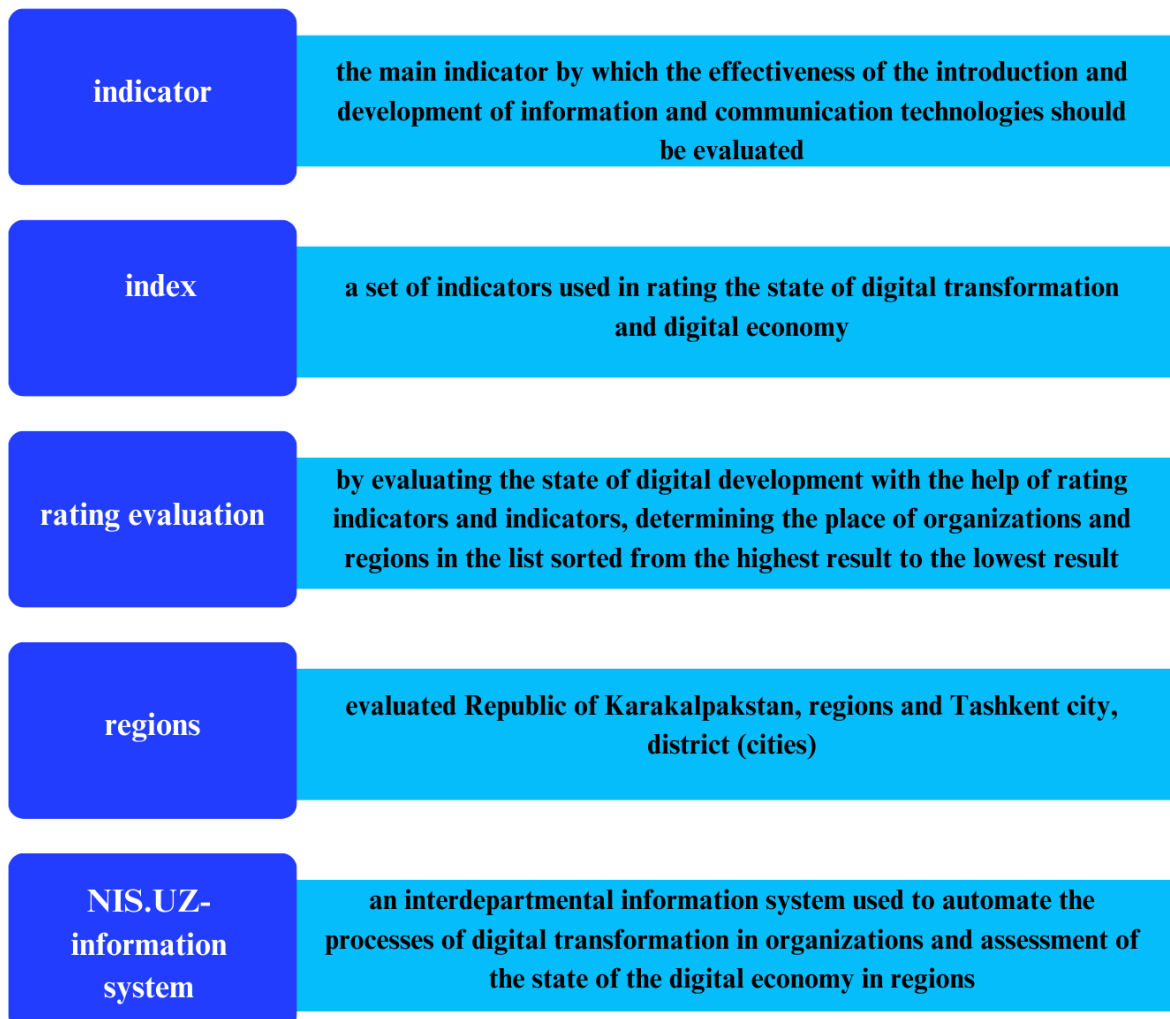 indicator
the main indicator by which the effectiveness of the introduction and
development of information and communication technologies should
be evaluated
index
a set of indicators used in rating the state of digital transformation
and digital economy
rating evaluation
by evaluating the state of digital development with the help of rating
indicators and indicators, determining the place of organizations and
regions in the list sorted from the highest result to the lowest result
regions
evaluated Republic of Karakalpakstan, regions and Tashkent city,
district (cities)
NIS.UZ-
information
system
an interdepartmental information system used to automate the
processes of digital transformation in organizations and assessment of
the state of the digital economy in regions